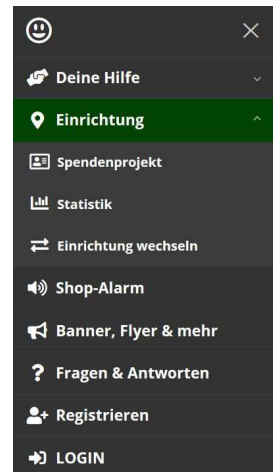 Deine Hilfe
Einrichtung
Spendenprojekt
Statistik
Einrichtung wechseln
Shop-Alarm
Banner, Flyer & mehr
Fragen & Antworten
Registrieren
LOGIN